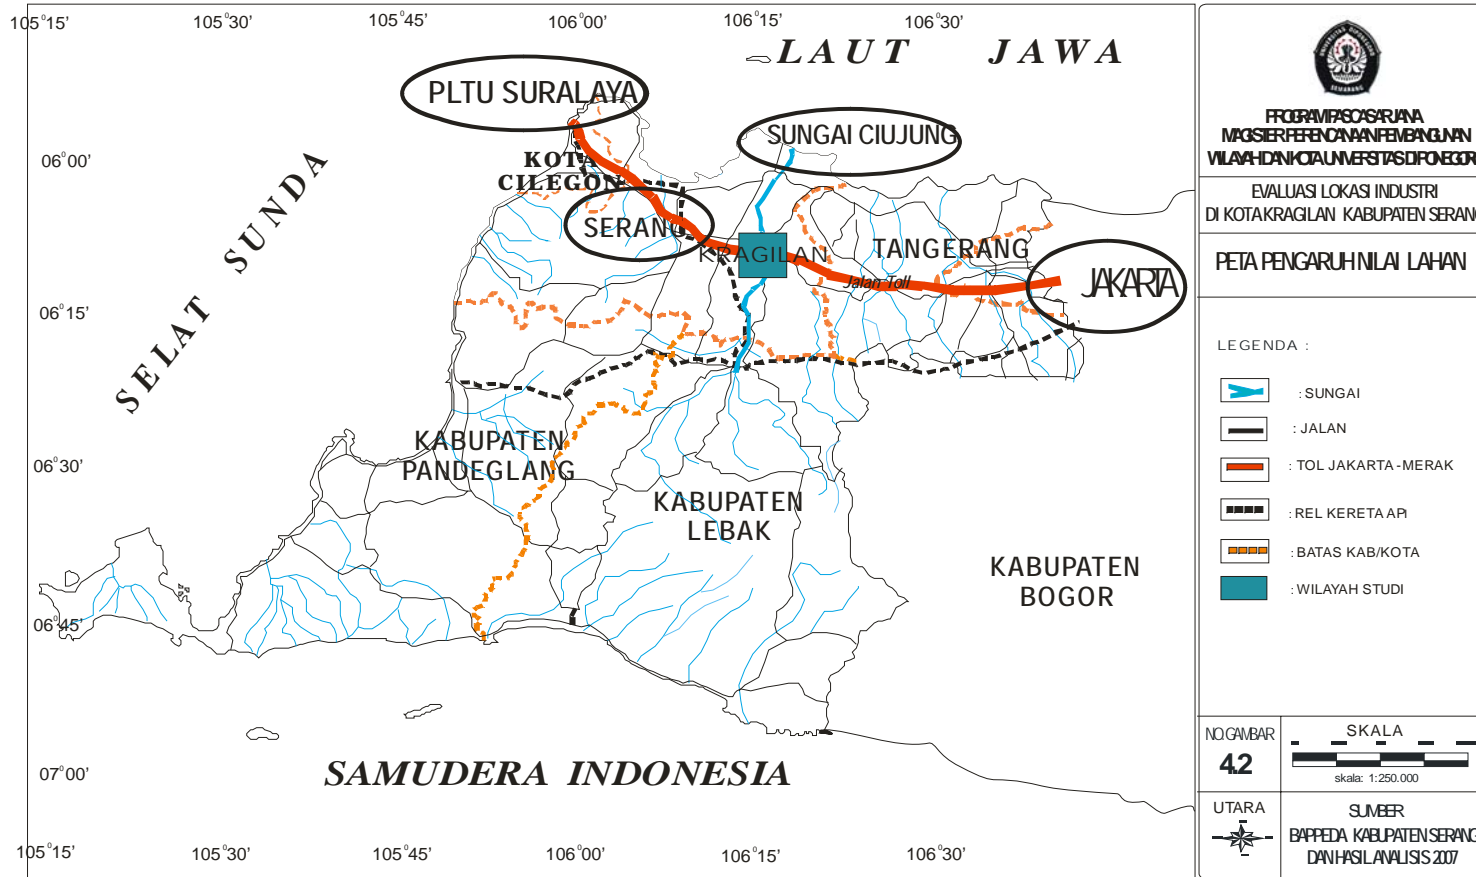 105°15’ 105°30’ 105°45’ 106°00’ 106°15’ 106°30’
LAUT JAWA
PLTU SURALAYA
SUNGAI CIUJUNG
06°00’
KOTA
CILEGON
SELAT SUNDA
SERANG
KRAGILAN
TANGERANG
Jalan Toll
JAKARTA
06°15’
KABUPATEN
PANDEGLANG
06°30’
KABUPATEN
LEBAK
KABUPATEN
BOGOR
06°45’
07°00’
SAMUDERA INDONESIA
105°15’ 105°30’ 105°45’ 106°00’ 106°15’ 106°30’
UNIVERSITAS DIPONEGORO
SEMARANG
PROGRAM PASCASARJANA
MAGISTER PERENCANAAN PEMBANGUNAN
WILAYAH DAN KOTA UNIVERSITAS DIPONEGORO
EVALUASI LOKASI INDUSTRI
DI KOTA KRAGILAN KABUPATEN SERANG
PETA PENGARUH NILAI LAHAN
LEGENDA :
: SUNGAI
: JALAN
: TOL JAKARTA - MERAK
: REL KERETA API
: BATAS KAB/KOTA
: WILAYAH STUDI
NO.GAMBAR
4.2
SKALA
skala: 1:250.000
UTARA
SUMBER
BAPPEDA KABUPATEN SERANG
DAN HASIL ANALISIS 2007